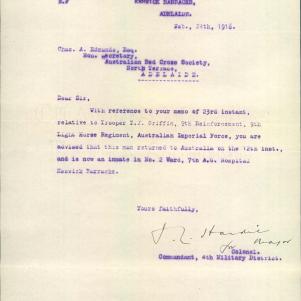 KESWICK BARRACKS,
ADELAIDE.
Feb., 24th, 1916.
Chas. A. Edmunds, Esq.
Hon. Secretary,
Australian Red Cross Society,
North Terrace,
ADELAIDE.
Dear Sir,
With reference to your memo of 23rd instant,
relative to Trooper T.J. Griffin, 9th Reinforcement, 9th
Light Horse Regiment, Australian Imperial Force, you are
advised that this man returned to Australia on the 12th inst.,
and is now an inmate in No. 2 Ward, 7th A.G. Hospital
Keswick Barracks.
Yours faithfully,
for Major
Colonel.
Commandant, 4th Military District.